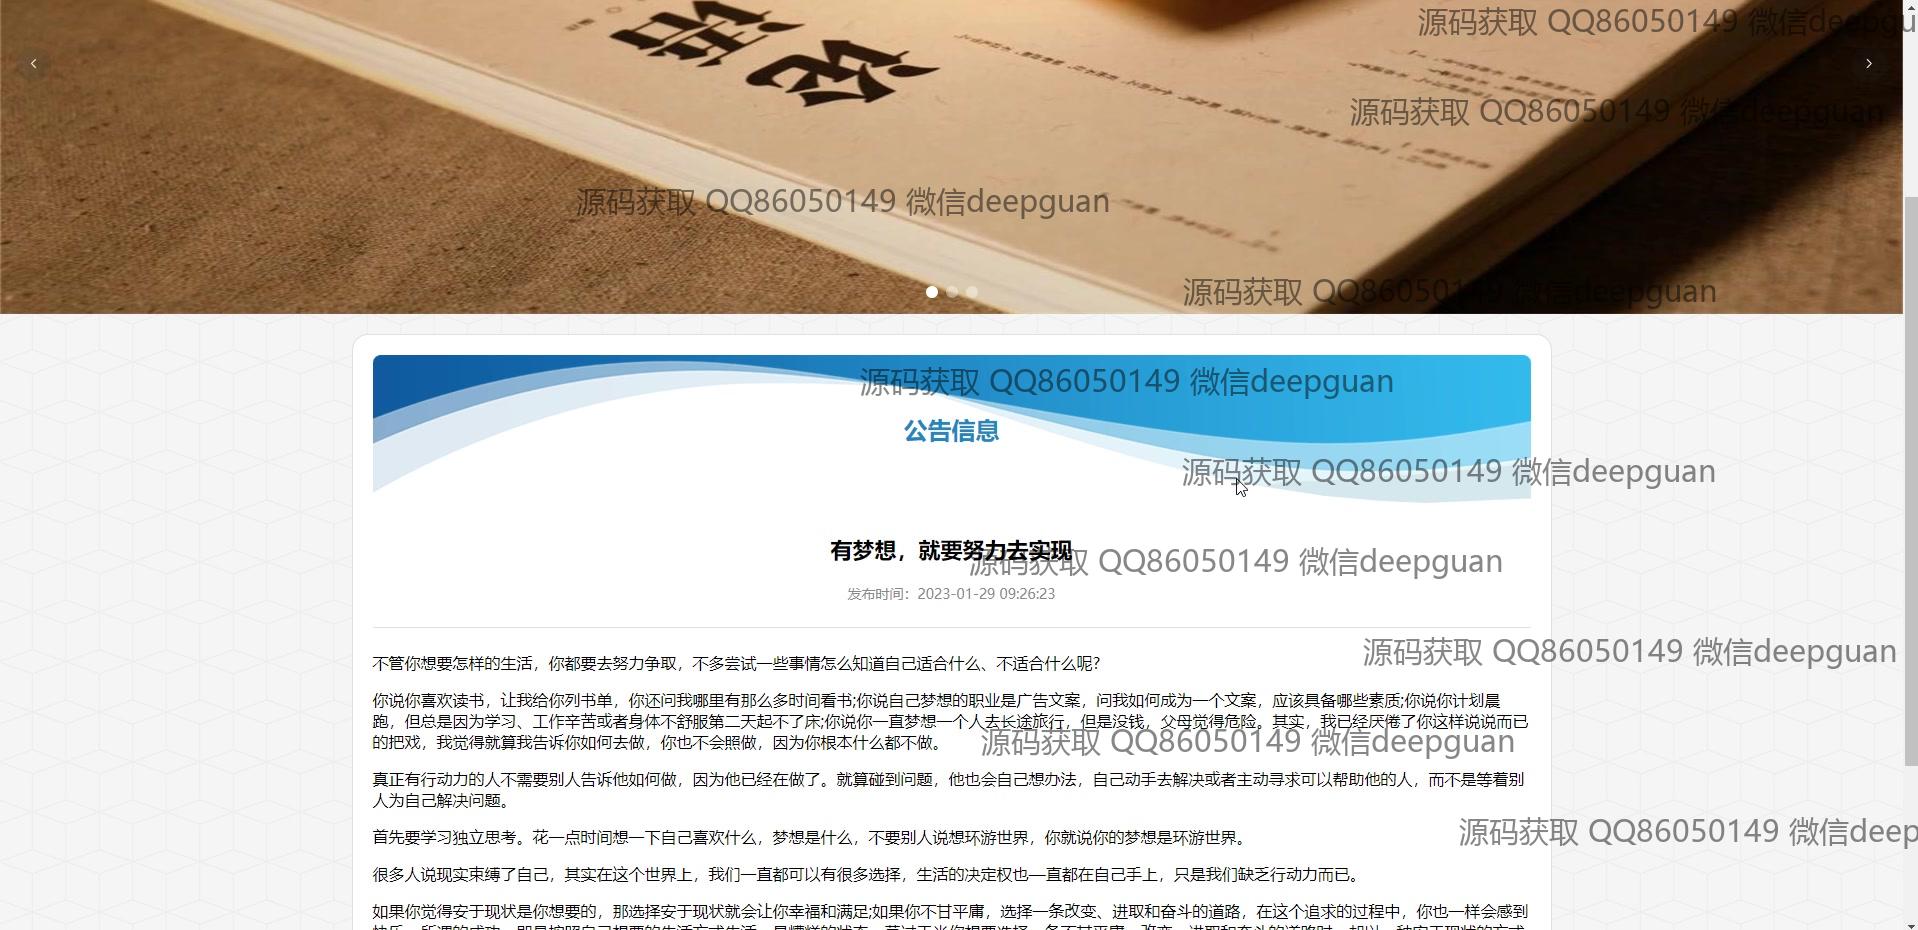 论语
源码获取 QQ86050149 微信deepgu
源码获取 QQ86050149 微信deepguan
源码获取 QQ86050149 微信deepguan
源码获取 QQ86050149 微信deepguan
源码获取 QQ86050149 微信deepguan
公告信息
源码获取 QQ86050149 微信deepguan
有梦想，就要努力去实现
源码获取 QQ86050149 微信deepguan
发布时间：2023-01-29 09:26:23
源码获取 QQ86050149 微信deepguan
不管你想要怎样的生活，你都要去努力争取，不多尝试一些事情怎么知道自己适合什么、不适合什么呢?
你说你喜欢读书，让我给你列书单，你还问我哪里有那么多时间看书;你说自己梦想的职业是广告文案，问我如何成为一个文案，应该具备哪些素质;你说你计划晨
跑，但总是因为学习、工作辛苦或者身体不舒服第二天起不了床;你说你一直梦想一个人去长途旅行，但是没钱，父母觉得危险。其实，我已经厌倦了你这样说说而已
的把戏，我觉得就算我告诉你如何去做，你也不会照做，因为你根本什么都不做。
源码获取 QQ86050149 微信deepguan
真正有行动力的人不需要别人告诉他如何做，因为他已经在做了。就算碰到问题，他也会自己想办法，自己动手去解决或者主动寻求可以帮助他的人，而不是等着别
人为自己解决问题。
首先要学习独立思考。花一点时间想一下自己喜欢什么，梦想是什么，不要别人说想环游世界，你就说你的梦想是环游世界。
源码获取 QQ86050149 微信deep
很多人说现实束缚了自己，其实在这个世界上，我们一直都可以有很多选择，生活的决定权也—直都在自己手上，只是我们缺乏行动力而已。
如果你觉得安于现状是你想要的，那选择安于现状就会让你幸福和满足;如果你不甘平庸，选择一条改变、进取和奋斗的道路，在这个追求的过程中，你也一样会感到